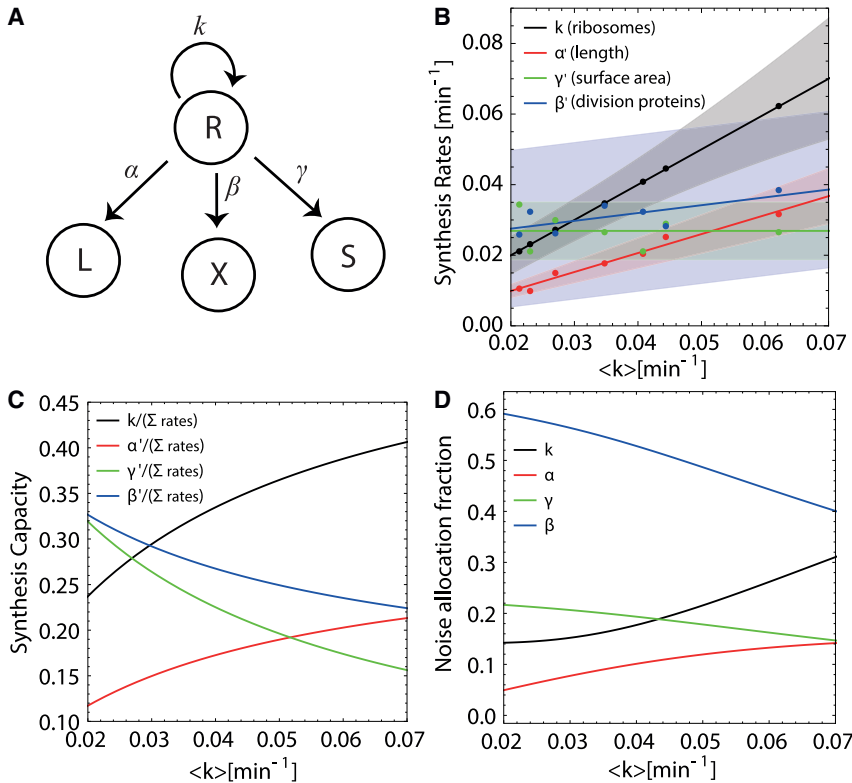 A
k
R
α
β
γ
L
X
S
B
k (ribosomes)
α' (length)
γ' (surface area)
β' (division proteins)
Synthesis Rates [min⁻¹]
0.08
0.06
0.04
0.02
0.00
0.02 0.03 0.04 0.05 0.06 0.07
<k>[min⁻¹]
C
k/(Σ rates)
α'/(Σ rates)
γ'/(Σ rates)
β'/(Σ rates)
Synthesis Capacity
0.45
0.40
0.35
0.30
0.25
0.20
0.15
0.10
0.02 0.03 0.04 0.05 0.06 0.07
<k>[min⁻¹]
D
k
α
γ
β
Noise allocation fraction
0.6
0.5
0.4
0.3
0.2
0.1
0.0
0.02 0.03 0.04 0.05 0.06 0.07
<k>[min⁻¹]